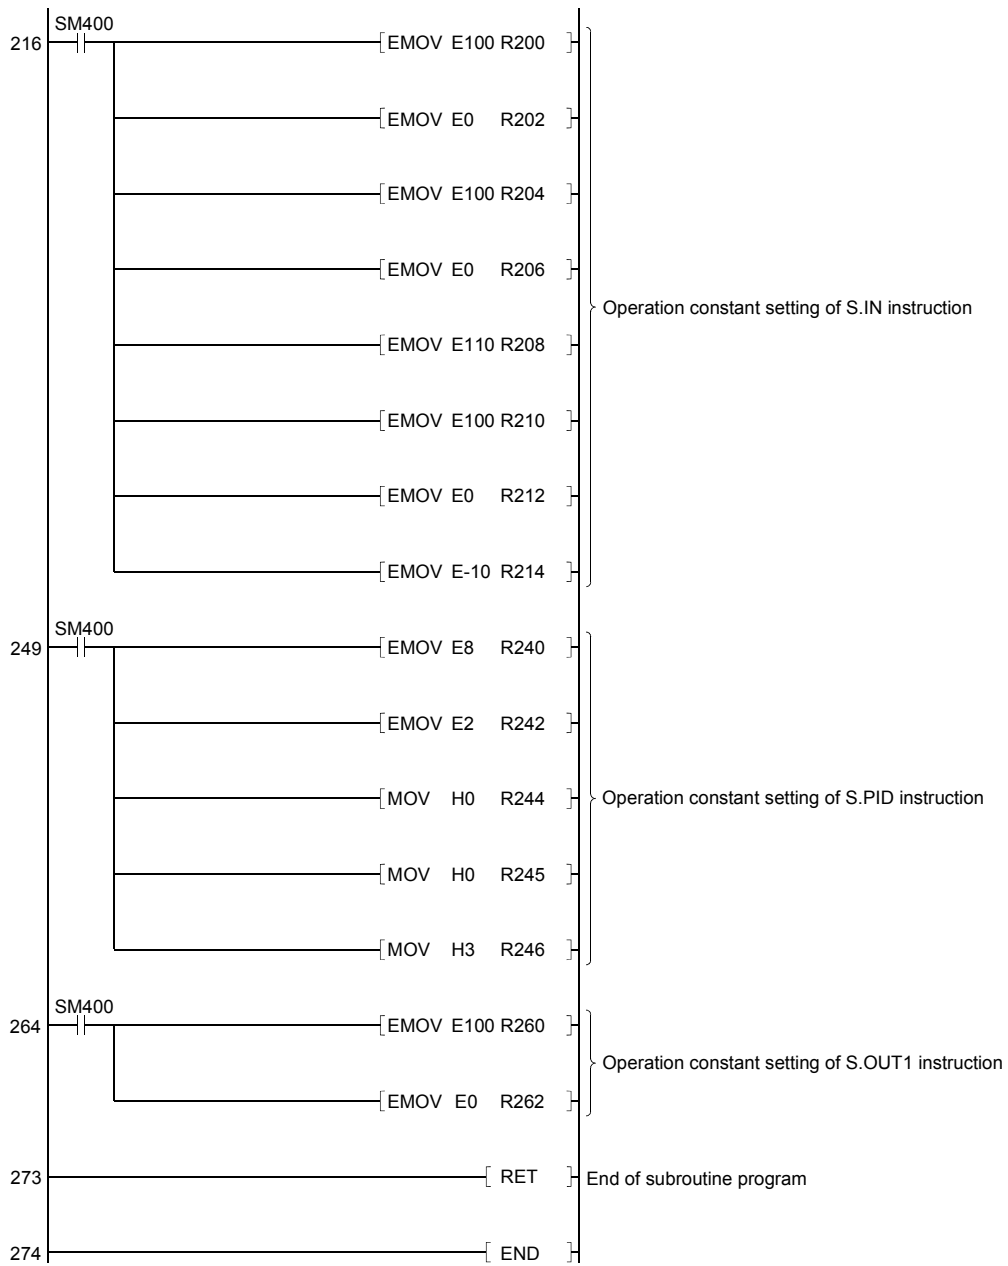 SM400
216 EMOV E100 R200
EMOV E0 R202
EMOV E100 R204
EMOV E0 R206
Operation constant setting of S.IN instruction
EMOV E110 R208
EMOV E100 R210
EMOV E0 R212
EMOV E-10 R214
SM400
249 EMOV E8 R240
EMOV E2 R242
MOV H0 R244 Operation constant setting of S.PID instruction
MOV H0 R245
MOV H3 R246
SM400
264 EMOV E100 R260
Operation constant setting of S.OUT1 instruction
EMOV E0 R262
273 RET End of subroutine program
274 END